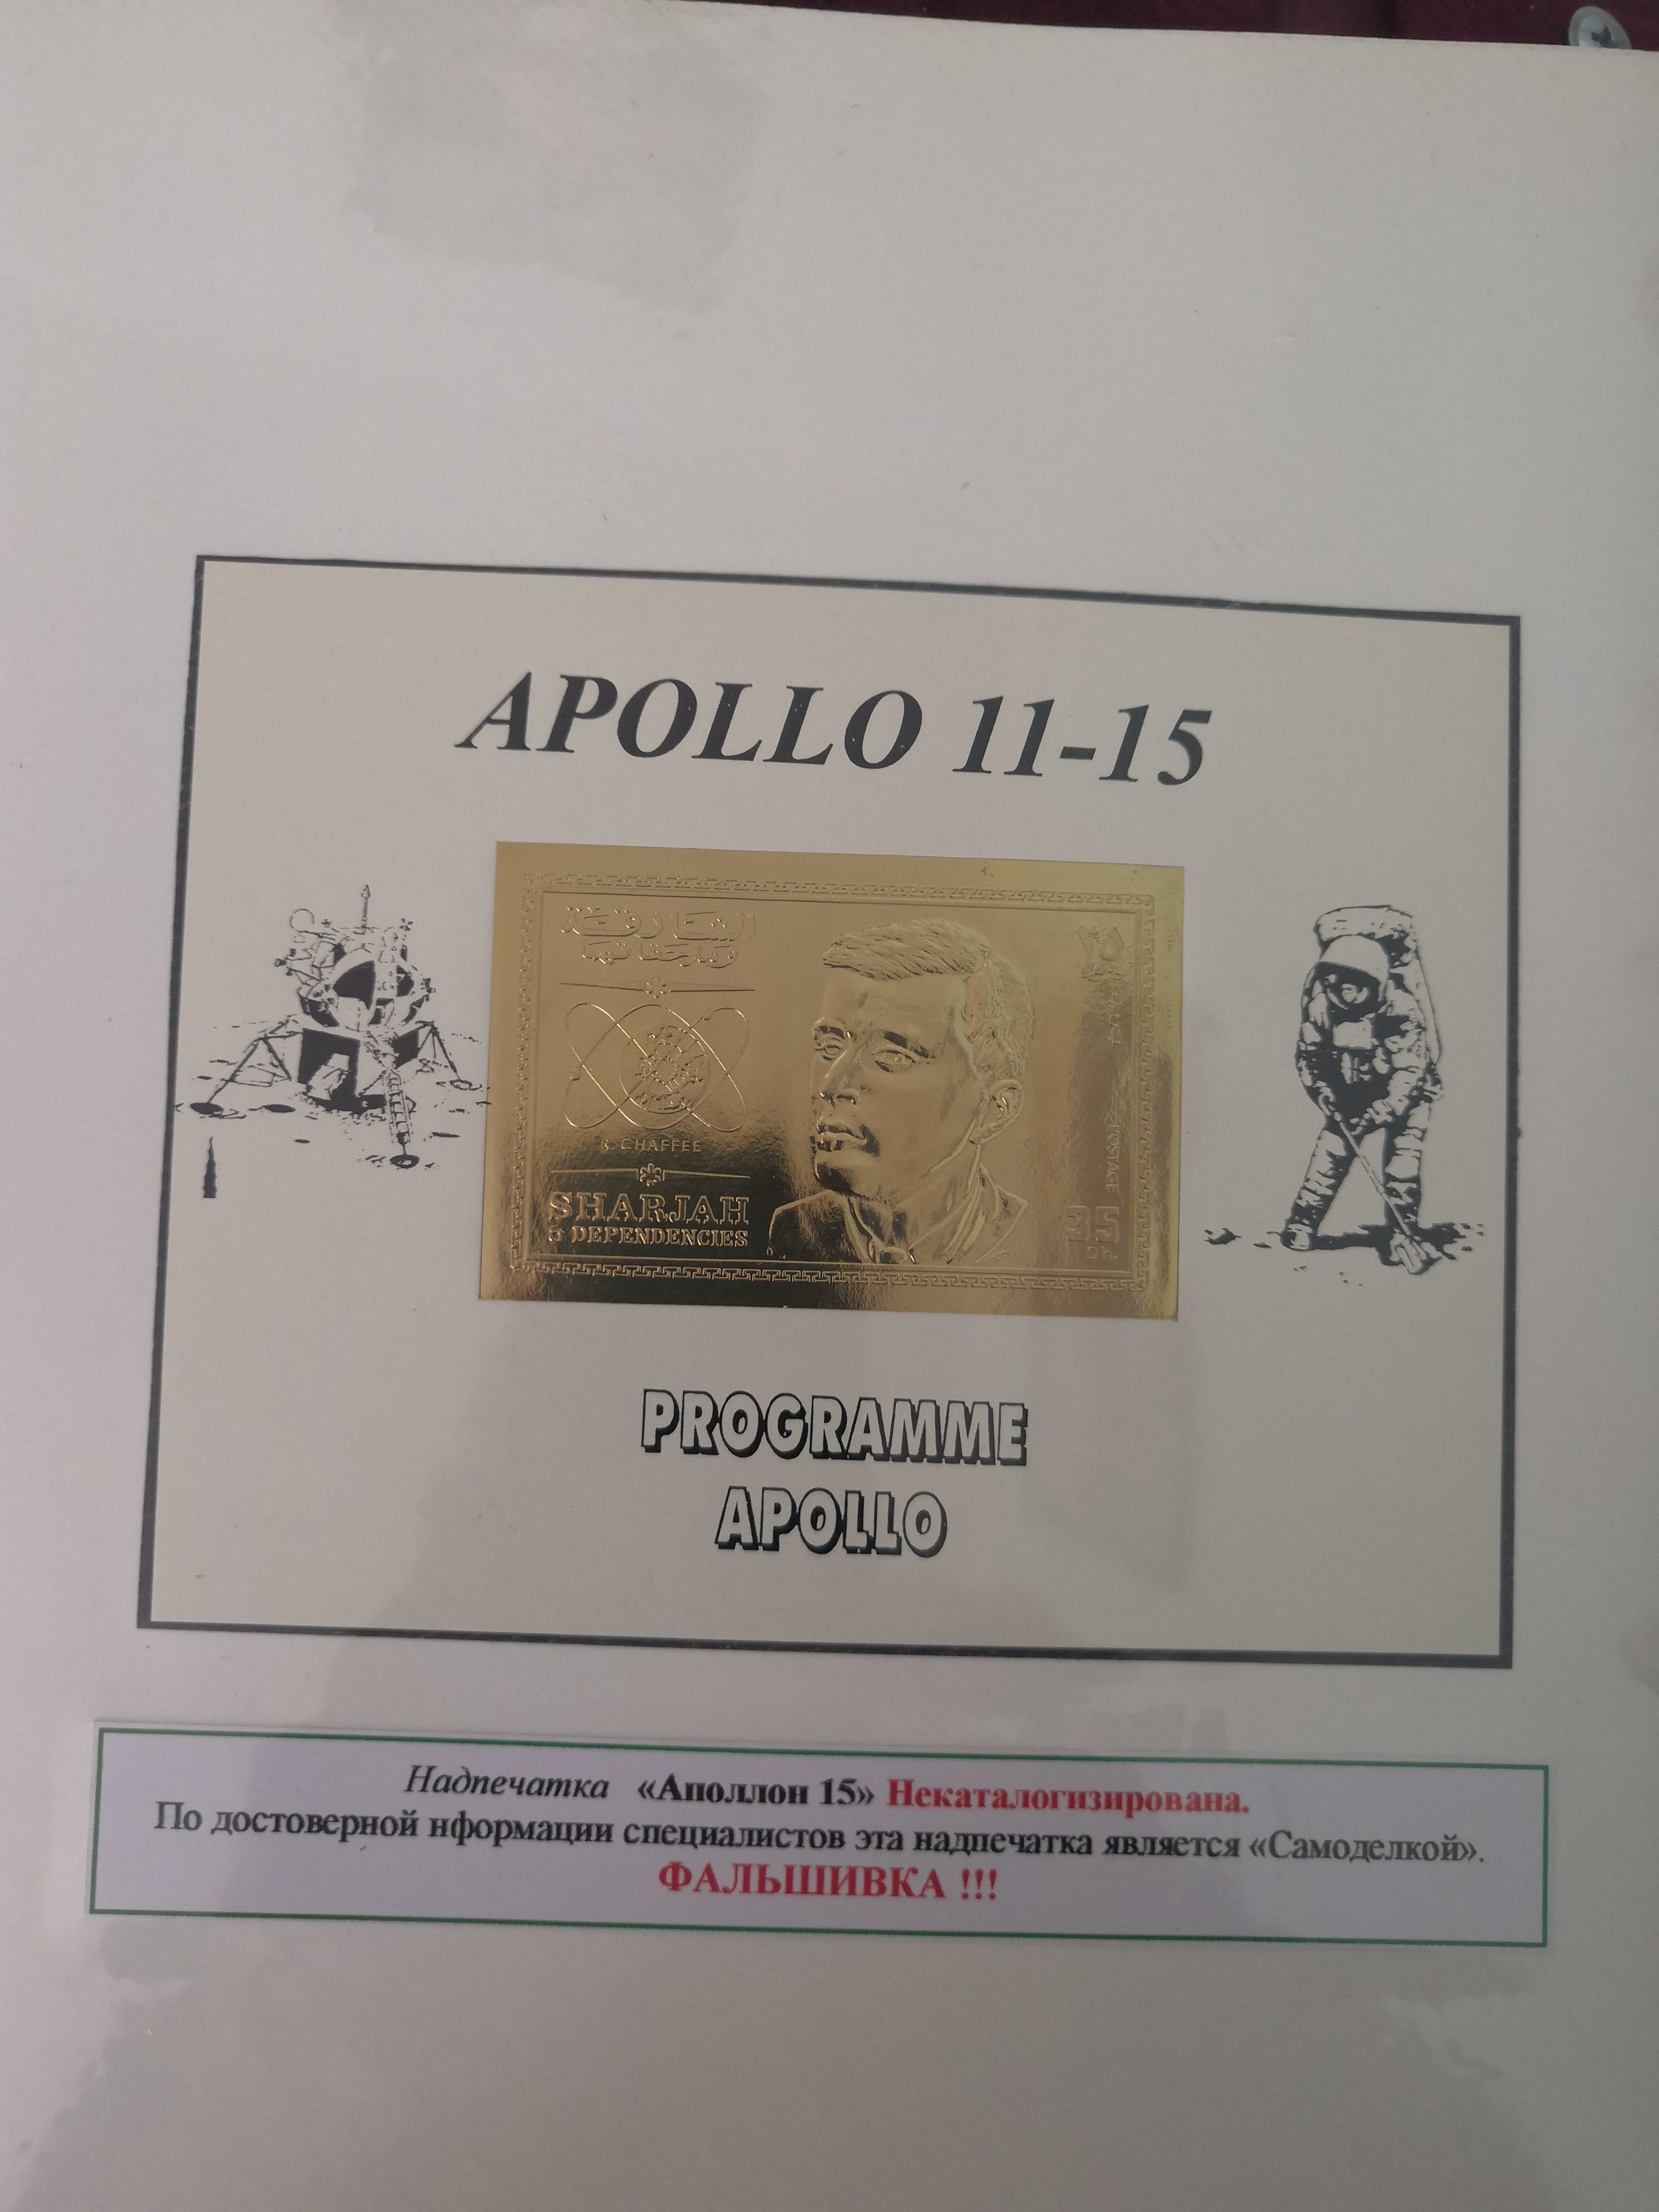 APOLLO 11-15
الشارقة
وملحقاتها
٣٥
R. CHAFFEE
POSTAGE
SHARJAH
& DEPENDENCIES
35
Dh
PROGRAMME
APOLLO
Надпечатка «Аполлон 15» Некаталогизирована.
По достоверной нформации специалистов эта надпечатка является «Самоделкой».
ФАЛЬШИВКА !!!